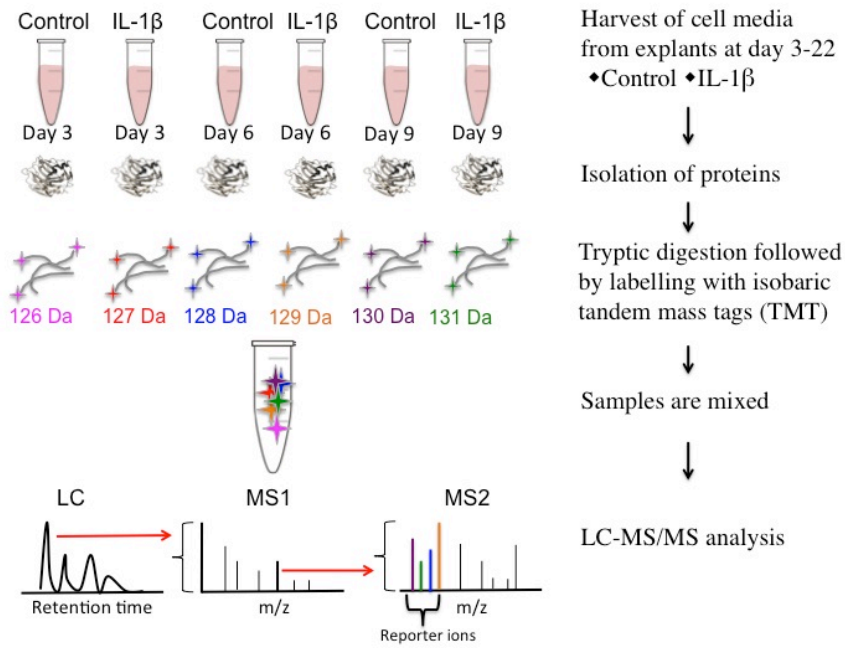 Control IL-1β Control IL-1β Control IL-1β
Day 3 Day 3 Day 6 Day 6 Day 9 Day 9
126 Da 127 Da 128 Da 129 Da 130 Da 131 Da
LC MS1 MS2
Retention time m/z m/z
Reporter ions
Harvest of cell media
from explants at day 3-22
◆Control ◆IL-1β
Isolation of proteins
Tryptic digestion followed
by labelling with isobaric
tandem mass tags (TMT)
Samples are mixed
LC-MS/MS analysis